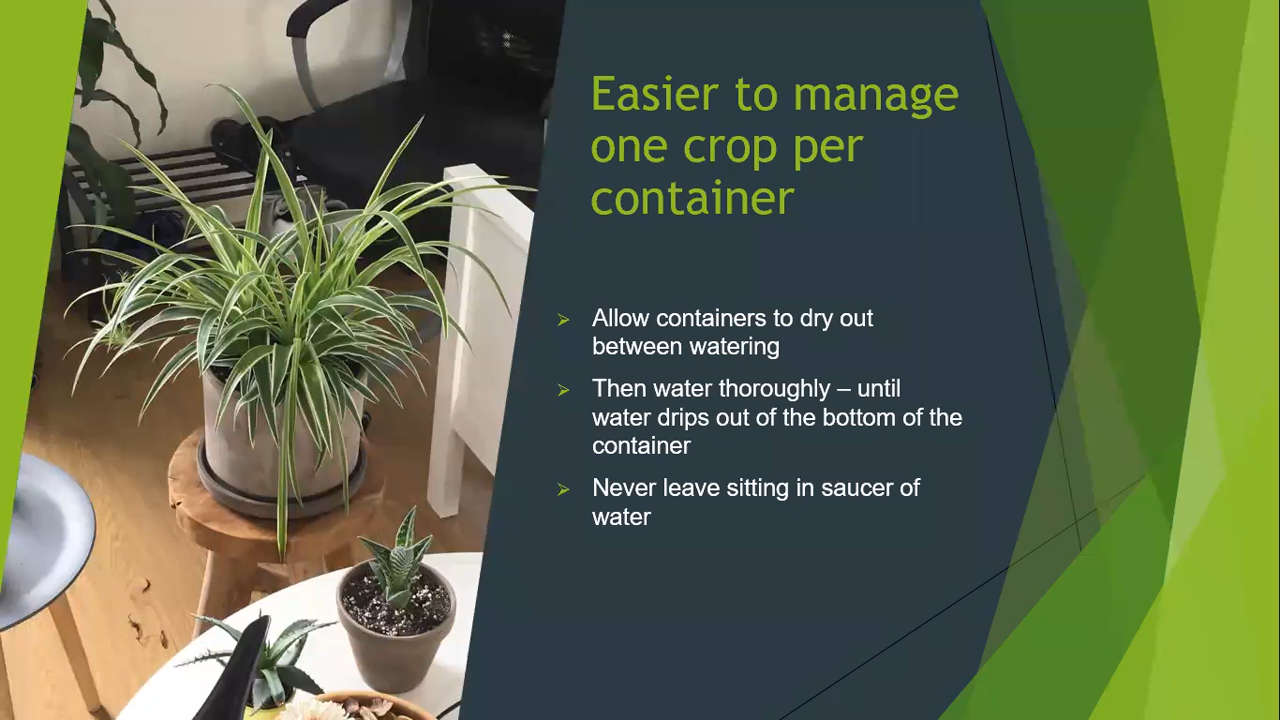 Easier to manage
one crop per
container
Allow containers to dry out
between watering
Then water thoroughly – until
water drips out of the bottom of the
container
Never leave sitting in saucer of
water